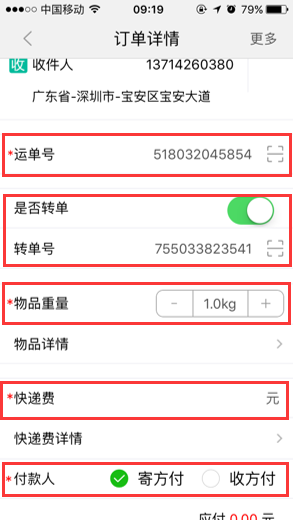 中国移动 09:19 79%
订单详情 更多
收 收件人 13714260380
广东省-深圳市-宝安区宝安大道
*运单号 518032045854
是否转单
转单号 755033823541
*物品重量 - 1.0kg +
物品详情
*快递费 元
快递费详情
*付款人 寄方付 收方付
应付 0.00 元